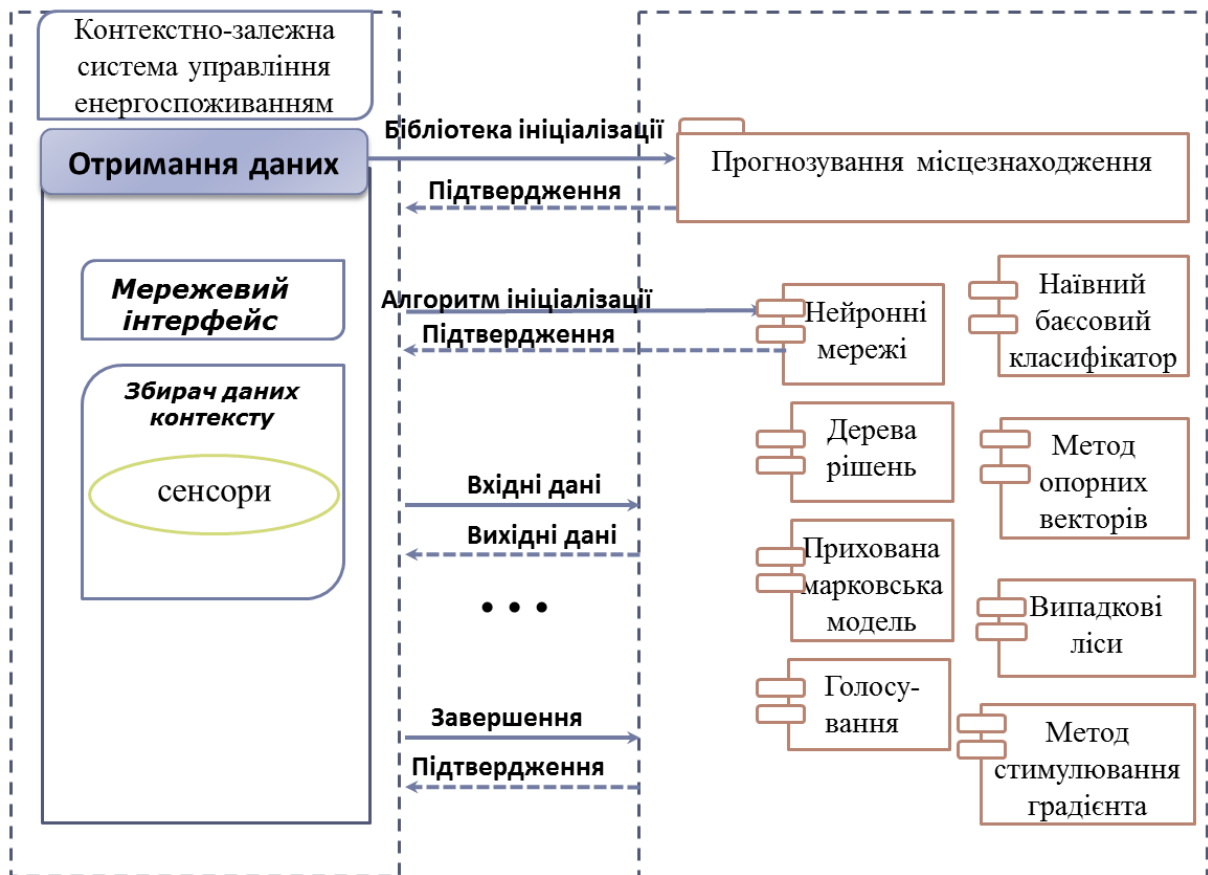 Контекстно-залежна
система управління
енергоспоживанням
Отримання даних
Мережевий
інтерфейс
Збирач даних
контексту
сенсори
Бібліотека ініціалізації
Підтвердження
Алгоритм ініціалізації
Підтвердження
Вхідні дані
Вихідні дані
• • •
Завершення
Підтвердження
Прогнозування місцезнаходження
Нейронні
мережі
Наївний
баєсовий
класифікатор
Дерева
рішень
Метод
опорних
векторів
Прихована
марковська
модель
Випадкові
ліси
Голосу-
вання
Метод
стимулювання
градієнта